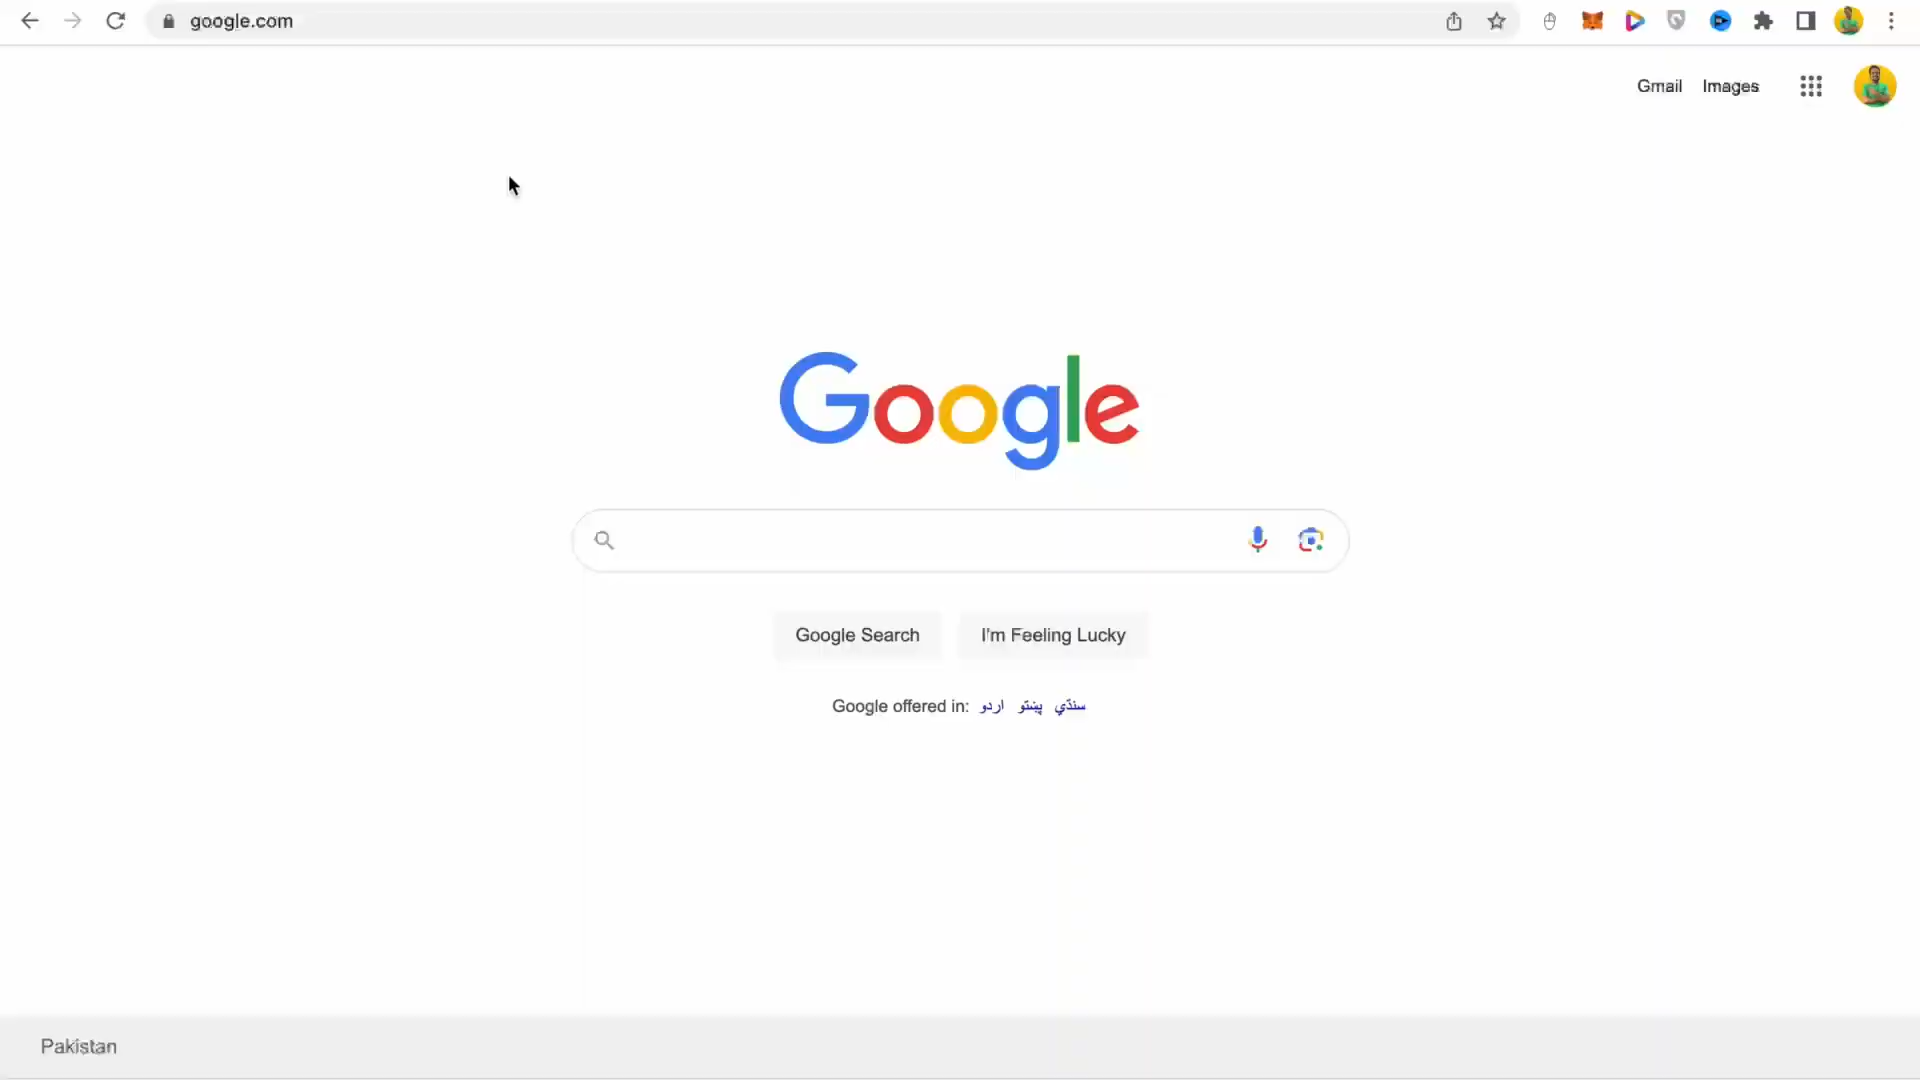 google.com
Gmail Images
Google
Google Search I'm Feeling Lucky
Google offered in: اردو پښتو سنڌي
Pakistan